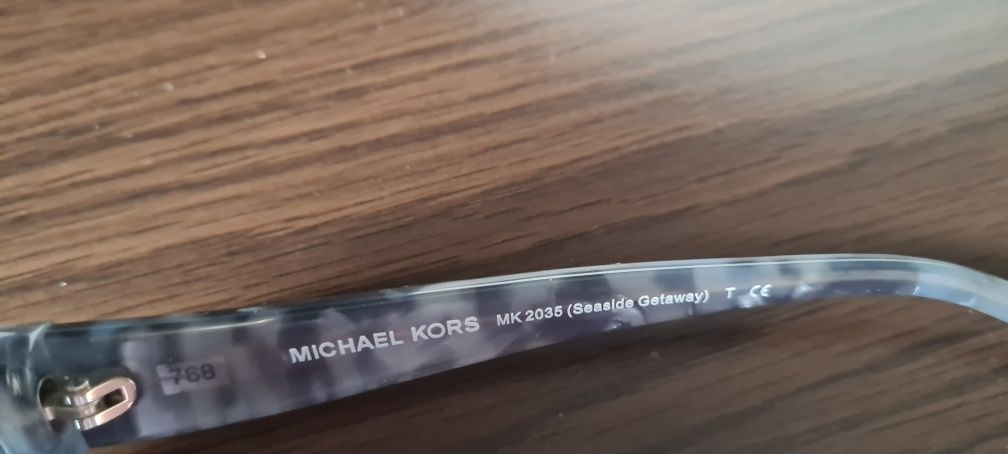 768 MICHAEL KORS MK 2035 (Seaside Getaway) T CE